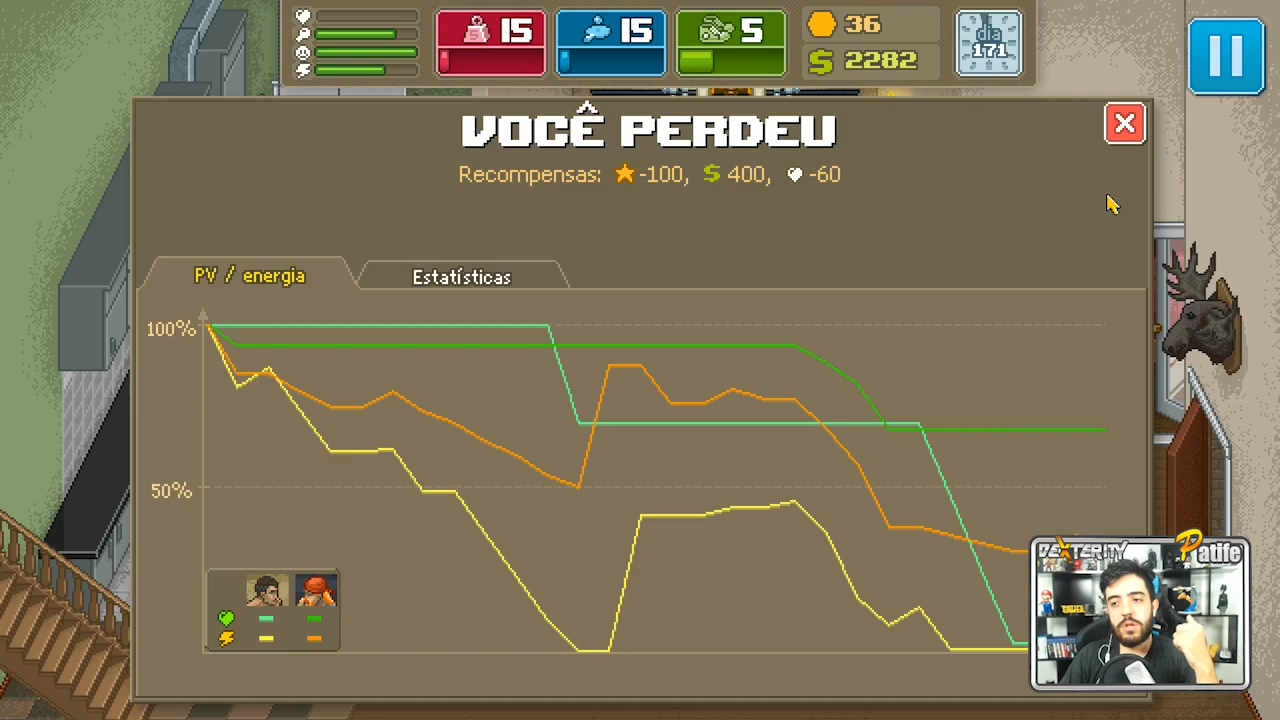 15
15
5
36
2282
dia
171
VOCÊ PERDEU
Recompensas: -100, $ 400, -60
PV / energia
Estatísticas
100%
50%
DEXTERITY
Patife